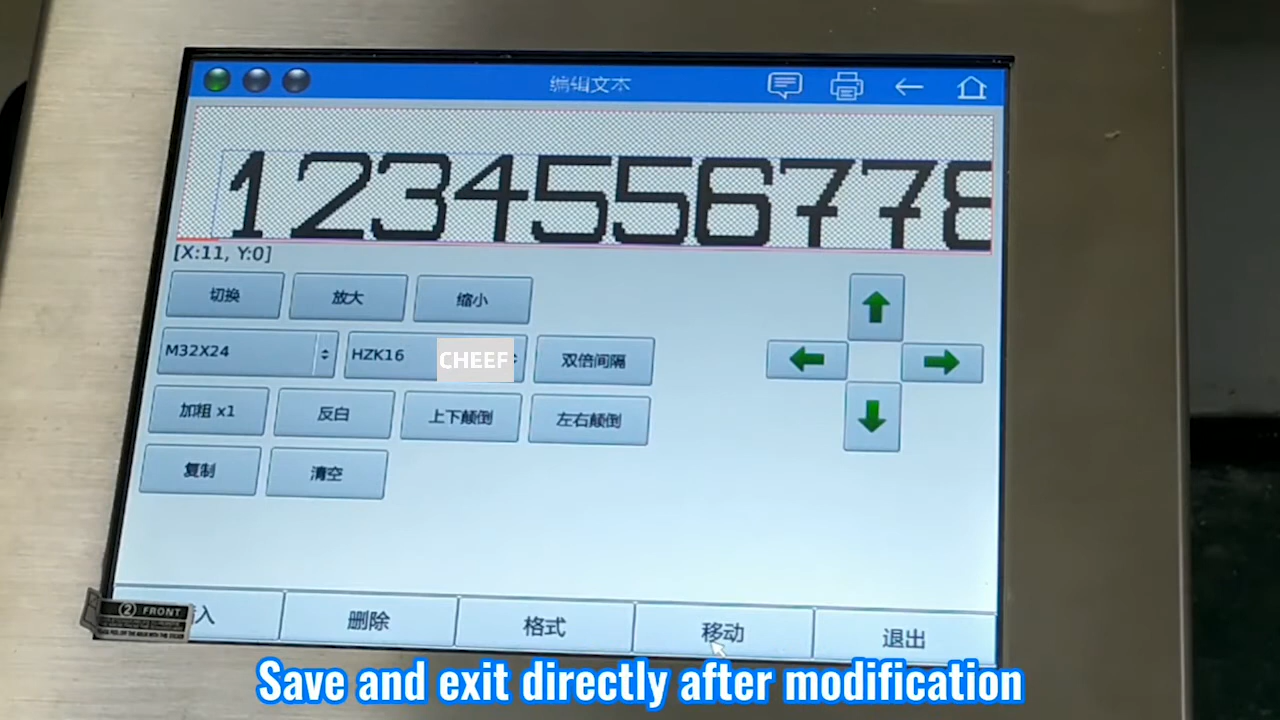 编辑文本
1234556778
[X:11, Y:0]
切换 放大 缩小
M32X24 HZK16 CHEEF 双倍间隔
加粗 x1 反白 上下颠倒 左右颠倒
复制 清空
② FRONT
入 删除 格式 移动 退出
Save and exit directly after modification